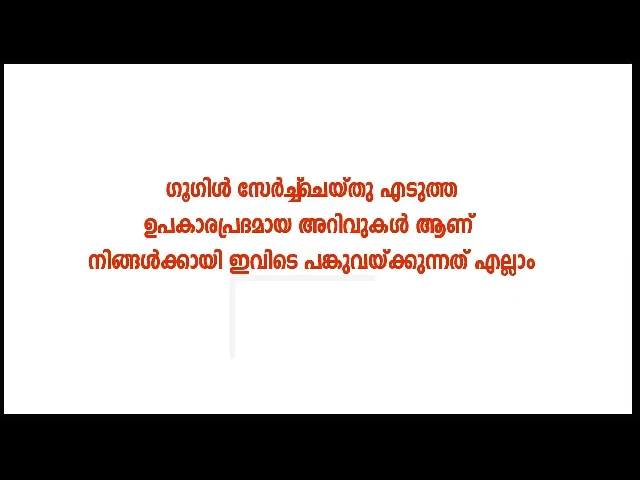 ഗൂഗിൾ സേർച്ച്ചെയ്തു എടുത്ത
ഉപകാരപ്രദമായ അറിവുകൾ ആണ്
നിങ്ങൾക്കായി ഇവിടെ പങ്കുവയ്ക്കുന്നത് എല്ലാം